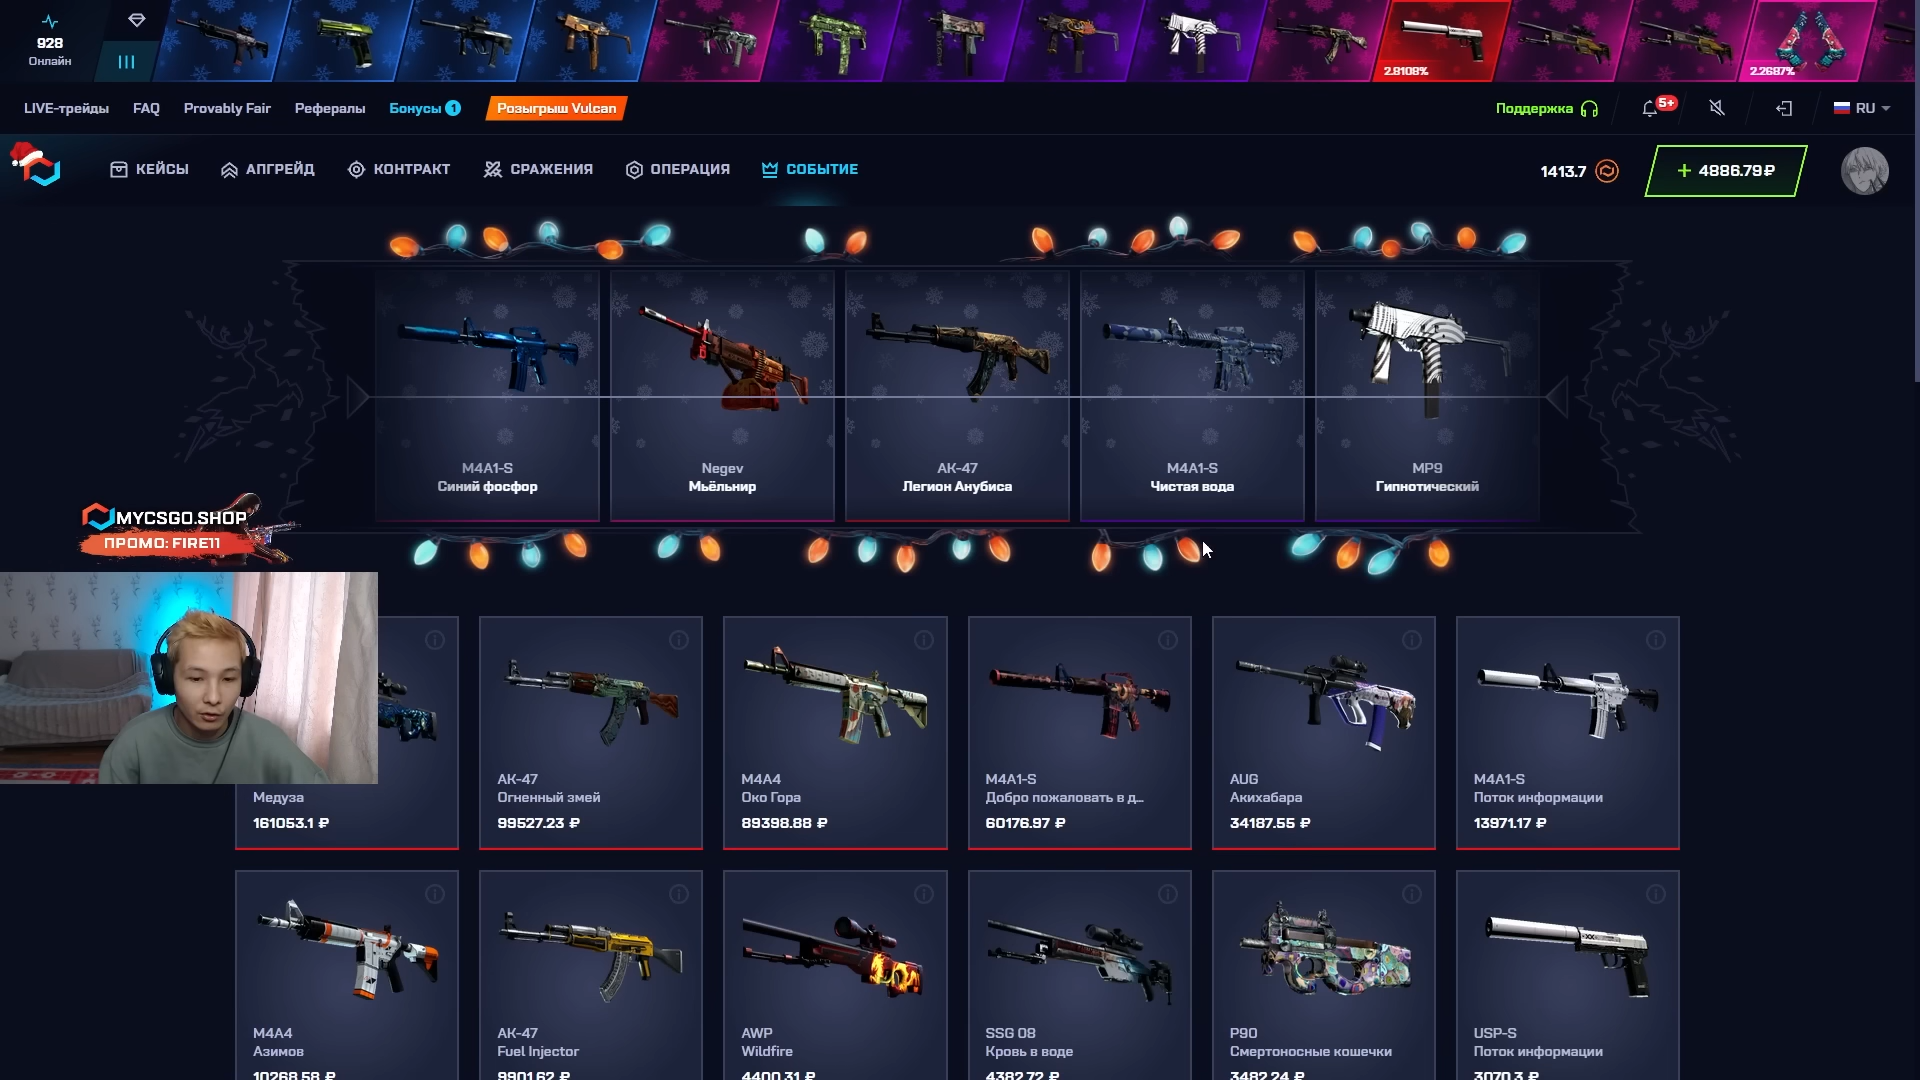 928
Онлайн
2.8108%
2.2687%
LIVE-трейды
FAQ
Provably Fair
Рефералы
Бонусы 1
Розыгрыш Vulcan
Поддержка
5+
RU
КЕЙСЫ
АПГРЕЙД
КОНТРАКТ
СРАЖЕНИЯ
ОПЕРАЦИЯ
СОБЫТИЕ
1413.7
+ 4886.79 ₽
M4A1-S
Синий фосфор
Negev
Мьёльнир
AK-47
Легион Анубиса
M4A1-S
Чистая вода
MP9
Гипнотический
MYCSGO.SHOP
ПРОМО: FIRE11
Медуза
161053.1 ₽
AK-47
Огненный змей
99527.23 ₽
M4A4
Око Гора
89398.88 ₽
M4A1-S
Добро пожаловать в д...
60176.97 ₽
AUG
Акихабара
34187.55 ₽
M4A1-S
Поток информации
13971.17 ₽
M4A4
Азимов
10268.58 ₽
AK-47
Fuel Injector
9901.62 ₽
AWP
Wildfire
4400.31 ₽
SSG 08
Кровь в воде
4382.72 ₽
P90
Смертоносные кошечки
3482.24 ₽
USP-S
Поток информации
3070.3 ₽